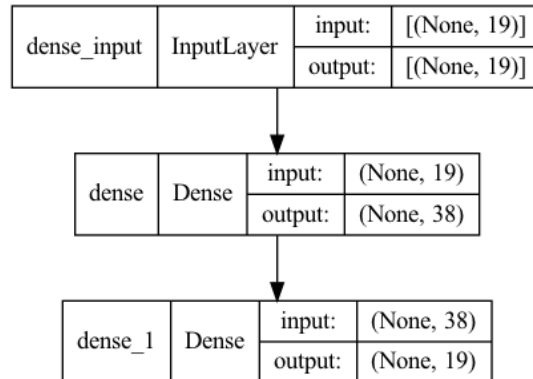 dense_input InputLayer input: [(None, 19)]
output: [(None, 19)]
dense Dense input: (None, 19)
output: (None, 38)
dense_1 Dense input: (None, 38)
output: (None, 19)